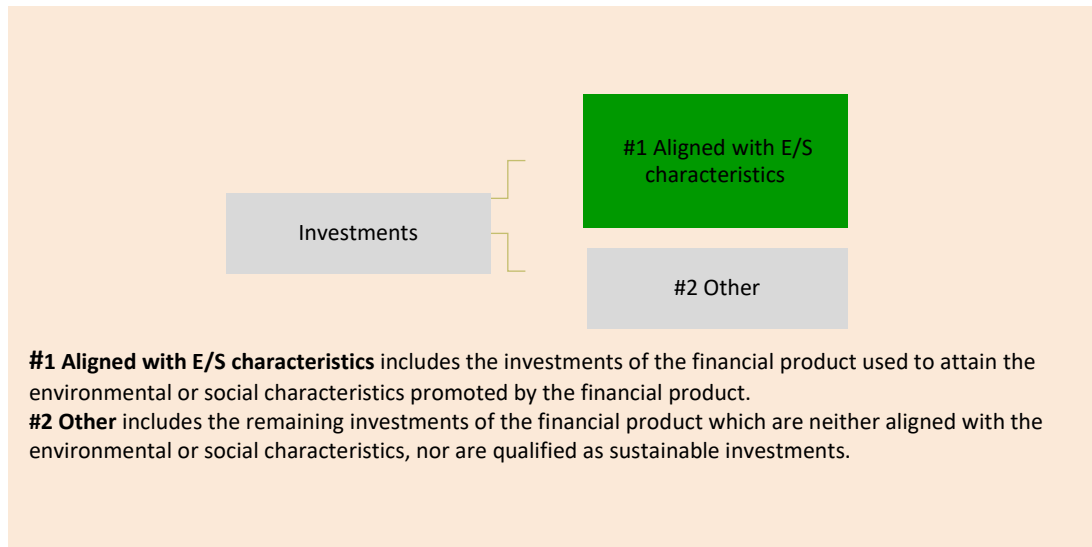 #1 Aligned with E/S
characteristics
Investments
#2 Other
#1 Aligned with E/S characteristics includes the investments of the financial product used to attain the
environmental or social characteristics promoted by the financial product.
#2 Other includes the remaining investments of the financial product which are neither aligned with the
environmental or social characteristics, nor are qualified as sustainable investments.